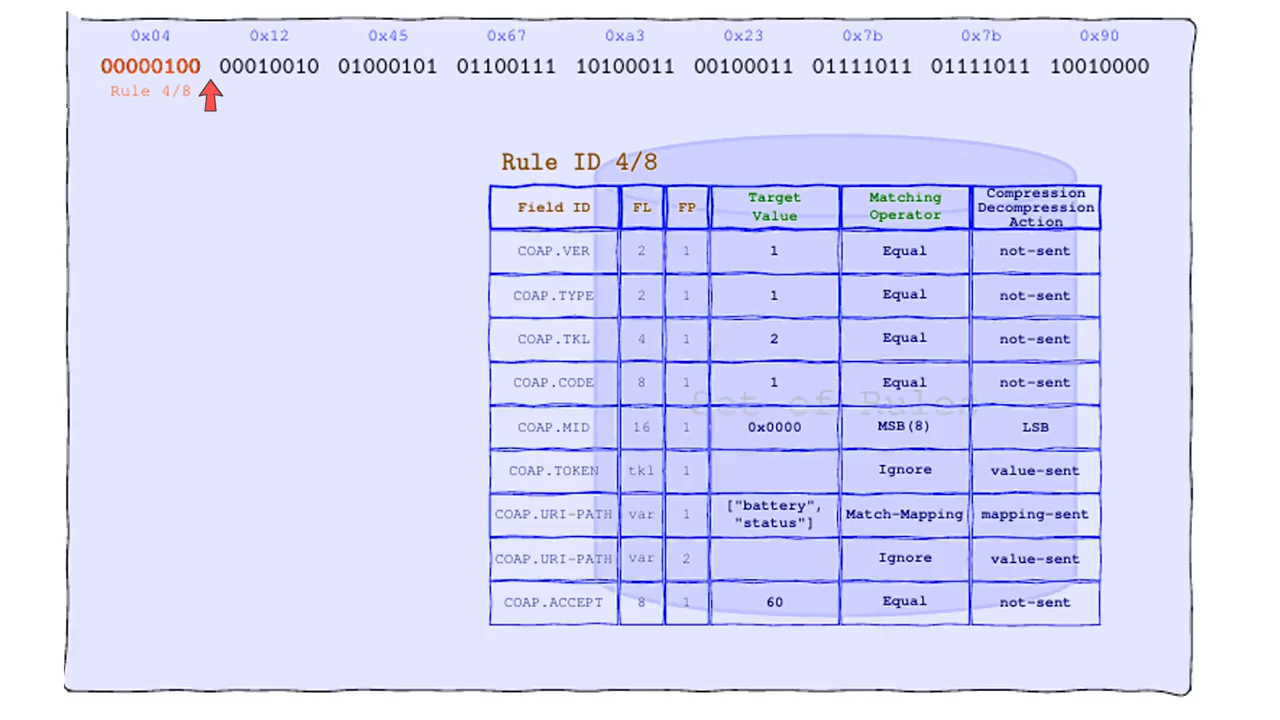 0x04 0x12 0x45 0x67 0xa3 0x23 0x7b 0x7b 0x90
00000100 00010010 01000101 01100111 10100011 00100011 01111011 01111011 10010000
Rule 4/8
Rule ID 4/8
Field ID FL FP Target Value Matching Operator Compression Decompression Action
COAP.VER 2 1 1 Equal not-sent
COAP.TYPE 2 1 1 Equal not-sent
COAP.TKL 4 1 2 Equal not-sent
COAP.CODE 8 1 1 Equal not-sent
Set of Rules
COAP.MID 16 1 0x0000 MSB(8) LSB
COAP.TOKEN tkl 1 Ignore value-sent
COAP.URI-PATH var 1 ["battery", "status"] Match-Mapping mapping-sent
COAP.URI-PATH var 2 Ignore value-sent
COAP.ACCEPT 8 1 60 Equal not-sent